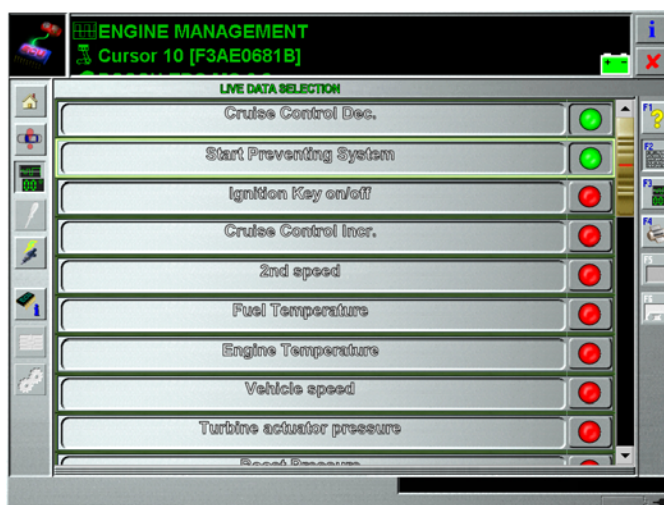 ENGINE MANAGEMENT
i
Cursor 10 [F3AE0681B]
LIVE DATA SELECTION
Cruise Control Dec.
F1
?
Start Preventing System
F2
Ignition Key on/off
F3
Cruise Control Incr.
F4
2nd speed
F5
Fuel Temperature
F6
Engine Temperature
Vehicle speed
Turbine actuator pressure
Boost Pressure